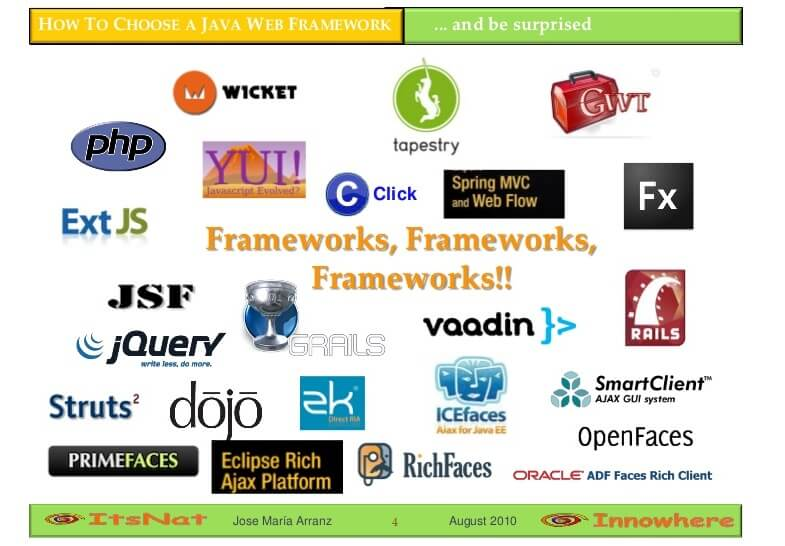 HOW TO CHOOSE A JAVA WEB FRAMEWORK
... and be surprised
WICKET
tapestry
GWT
php
YUI!
Javascript Evolved?
C Click
Spring MVC
and Web Flow
Fx
Ext JS
Frameworks, Frameworks,
Frameworks!!
JSF
GRAILS
vaadin }>
RAILS
jQuery
write less, do more.
Struts²
dōjō
zk
Direct RIA
ICEfaces
Ajax for Java EE
SmartClient™
AJAX GUI system
OpenFaces
PRIMEFACES
Eclipse Rich
Ajax Platform
RichFaces
ORACLE ADF Faces Rich Client
ItsNat
Jose María Arranz
4
August 2010
Innowhere